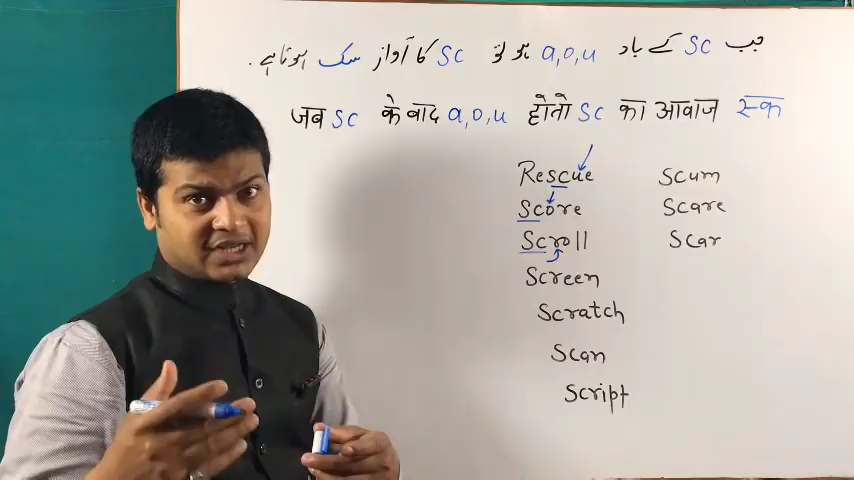 جب SC کے باد a,o,u ہو تو SC کا آواز سک ہوتا ہے.
जब SC के बाद a,o,u होतो SC का आवाज स्क
Rescue
Score
Scroll
Screen
Scratch
Scan
Script
Scum
Scare
Scar